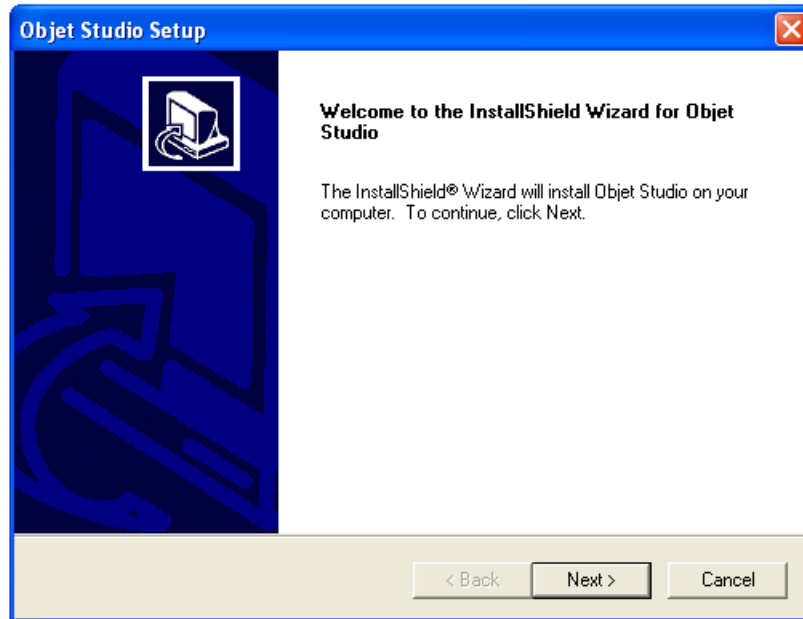 Objet Studio Setup
Welcome to the InstallShield Wizard for Objet
Studio
The InstallShield® Wizard will install Objet Studio on your
computer. To continue, click Next.
< Back Next > Cancel